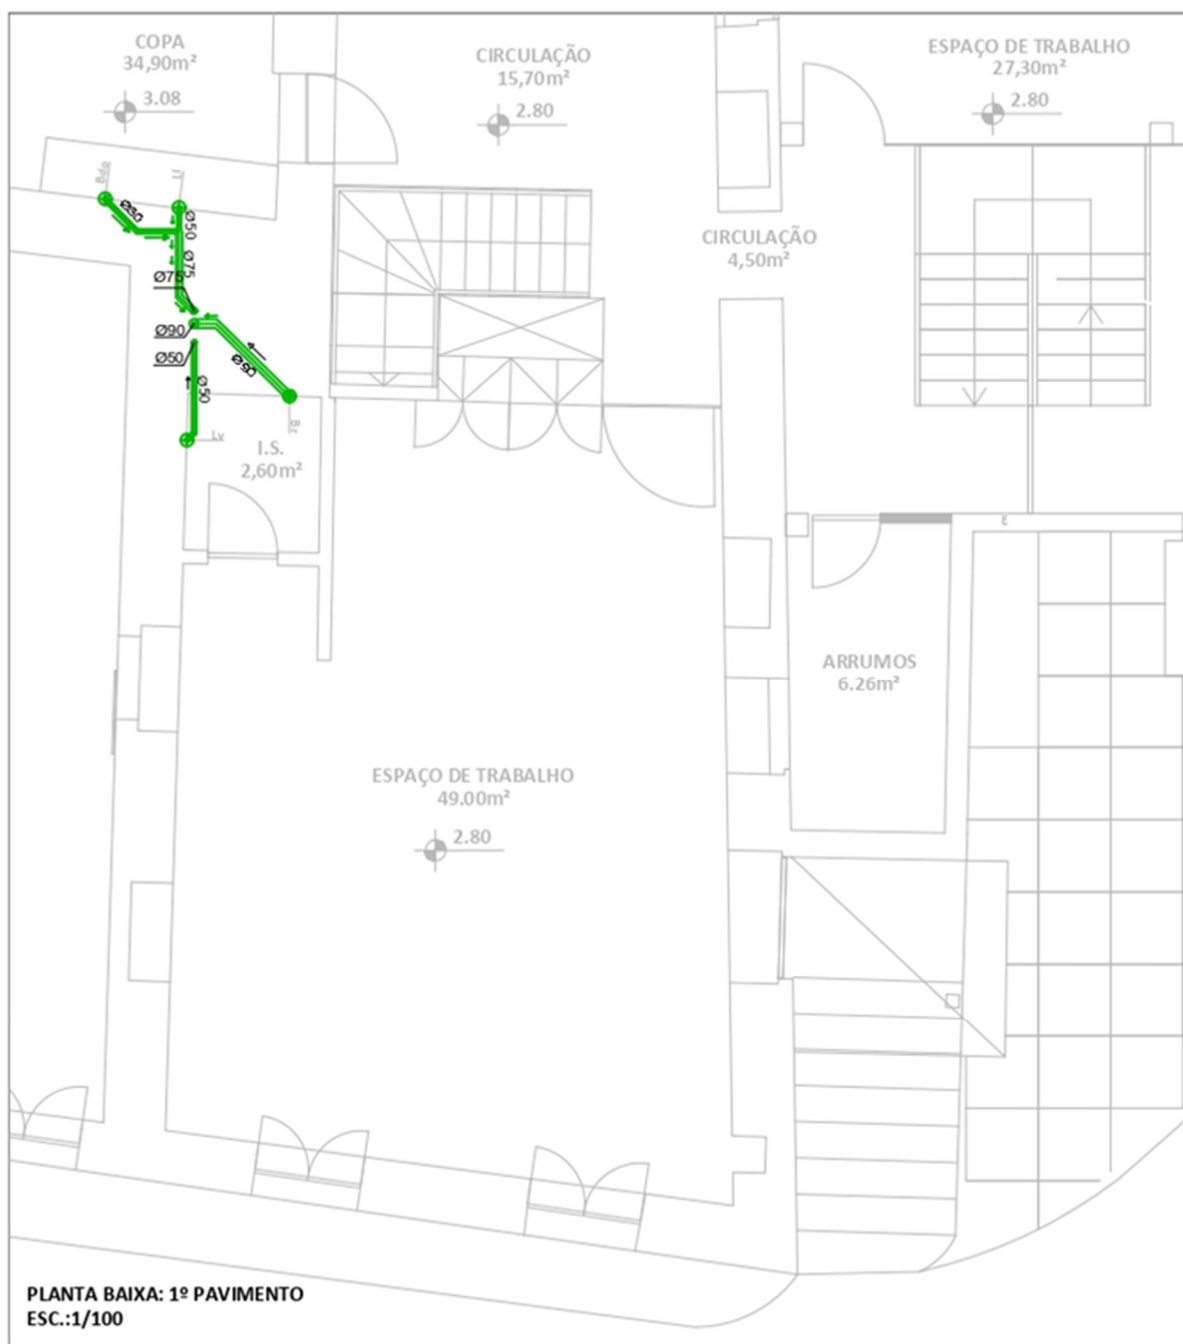 COPA
34,90m²
3.08
CIRCULAÇÃO
15,70m²
2.80
ESPAÇO DE TRABALHO
27,30m²
2.80
Ll
Ø50
Ø75
Ø75
Ø90
Ø50
Ø50
Lv
Br
I.S.
2,60m²
CIRCULAÇÃO
4,50m²
ARRUMOS
6.26m²
ESPAÇO DE TRABALHO
49.00m²
2.80
PLANTA BAIXA: 1º PAVIMENTO
ESC.:1/100